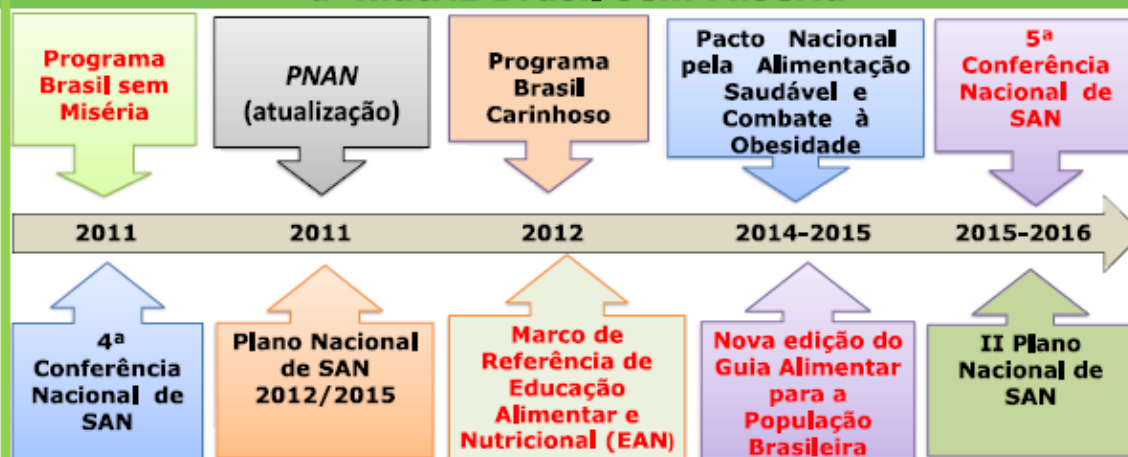 Programa
Brasil sem
Miséria
PNAN
(atualização)
Programa
Brasil
Carinhoso
Pacto Nacional
pela Alimentação
Saudável e
Combate à
Obesidade
5ª
Conferência
Nacional de
SAN
2011
2011
2012
2014-2015
2015-2016
4ª
Conferência
Nacional de
SAN
Plano Nacional
de SAN
2012/2015
Marco de
Referência de
Educação
Alimentar e
Nutricional (EAN)
Nova edição do
Guia Alimentar
para a
População
Brasileira
II Plano
Nacional de
SAN